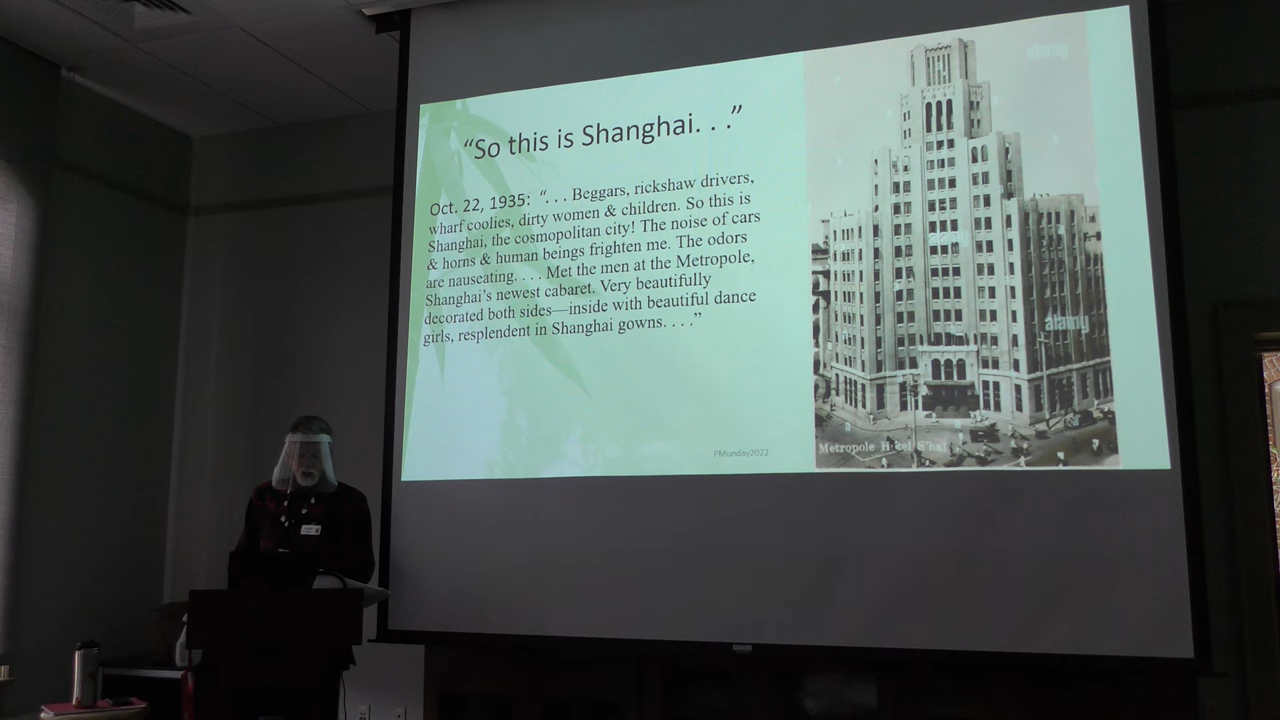 “So this is Shanghai. . .”
Oct. 22, 1935: “. . . Beggars, rickshaw drivers,
wharf coolies, dirty women & children. So this is
Shanghai, the cosmopolitan city! The noise of cars
& horns & human beings frighten me. The odors
are nauseating. . . . Met the men at the Metropole,
Shanghai’s newest cabaret. Very beautifully
decorated both sides—inside with beautiful dance
girls, resplendent in Shanghai gowns. . . .”
PMunday2022
alamy
alamy
alamy
Metropole Hotel S'hai